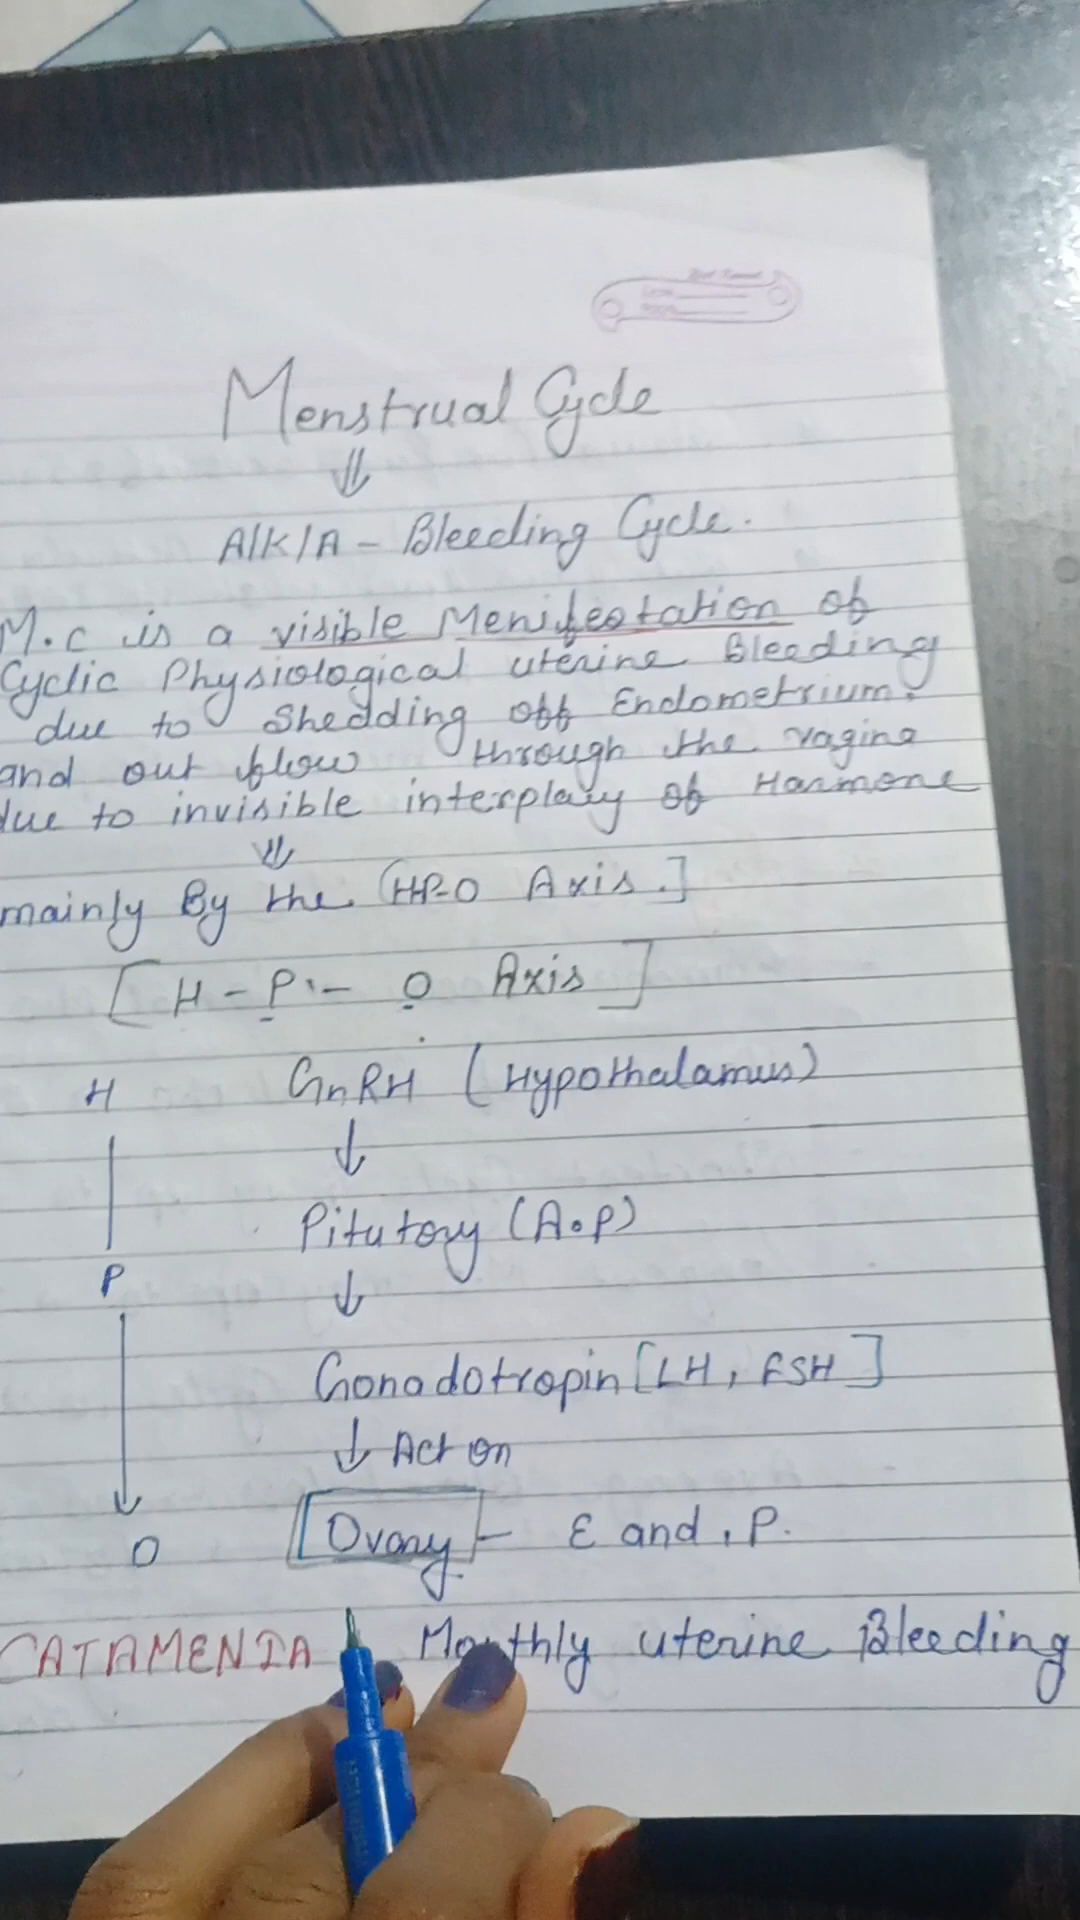 Menstrual Cycle
A/K/A - Bleeding Cycle.
M.c is a visible Menifestation of
Cyclic Physiological uterine Bleeding
due to Shedding off Endometrium.
and out flow through the vagina
due to invisible interplay of Harmone
mainly By the [HP-O Axis.]
[H - P - O Axis]
H GnRH (Hypothalamus)
Pitutory (A.P)
P
Gonadotropin [LH, FSH]
Act on
O [Ovary] - E and, P.
CATAMENIA Monthly uterine Bleeding